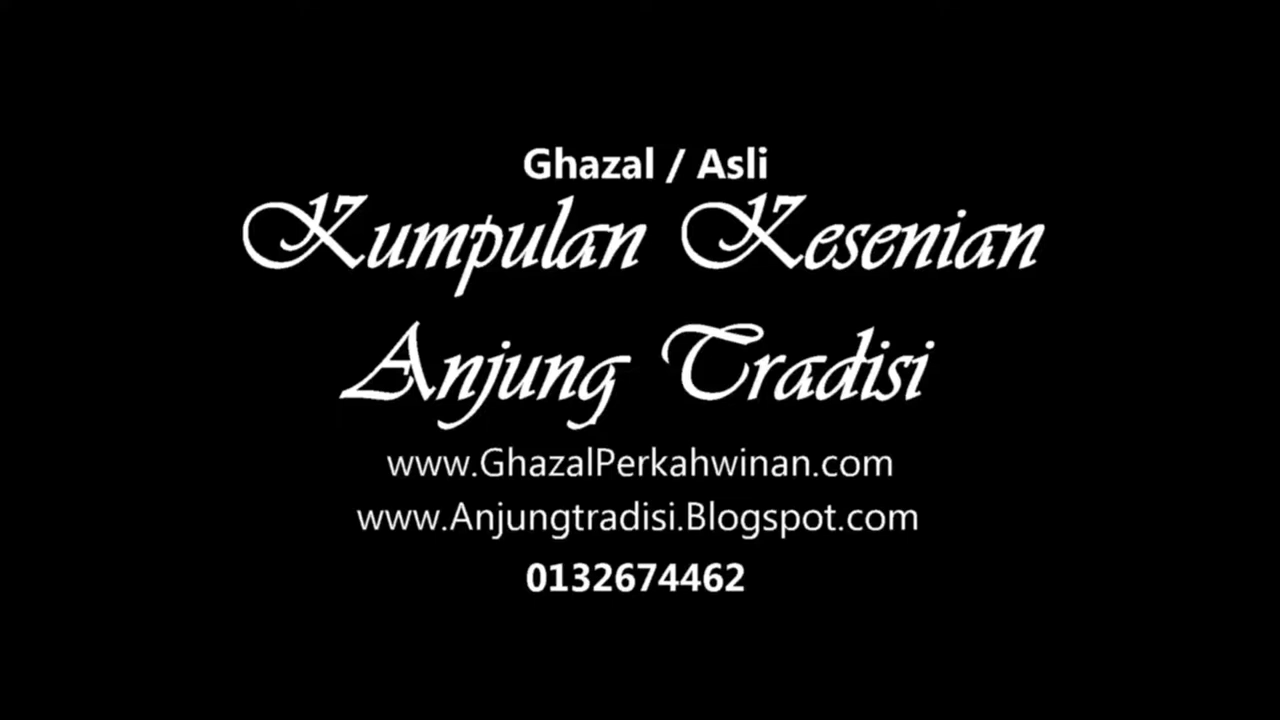 Ghazal / Asli
Kumpulan Kesenian
Anjung Tradisi
www.GhazalPerkahwinan.com
www.Anjungtradisi.Blogspot.com
0132674462